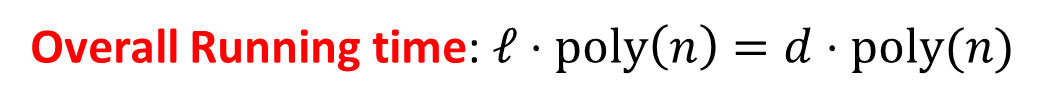 Overall Running time: ℓ · poly(n) = d · poly(n)